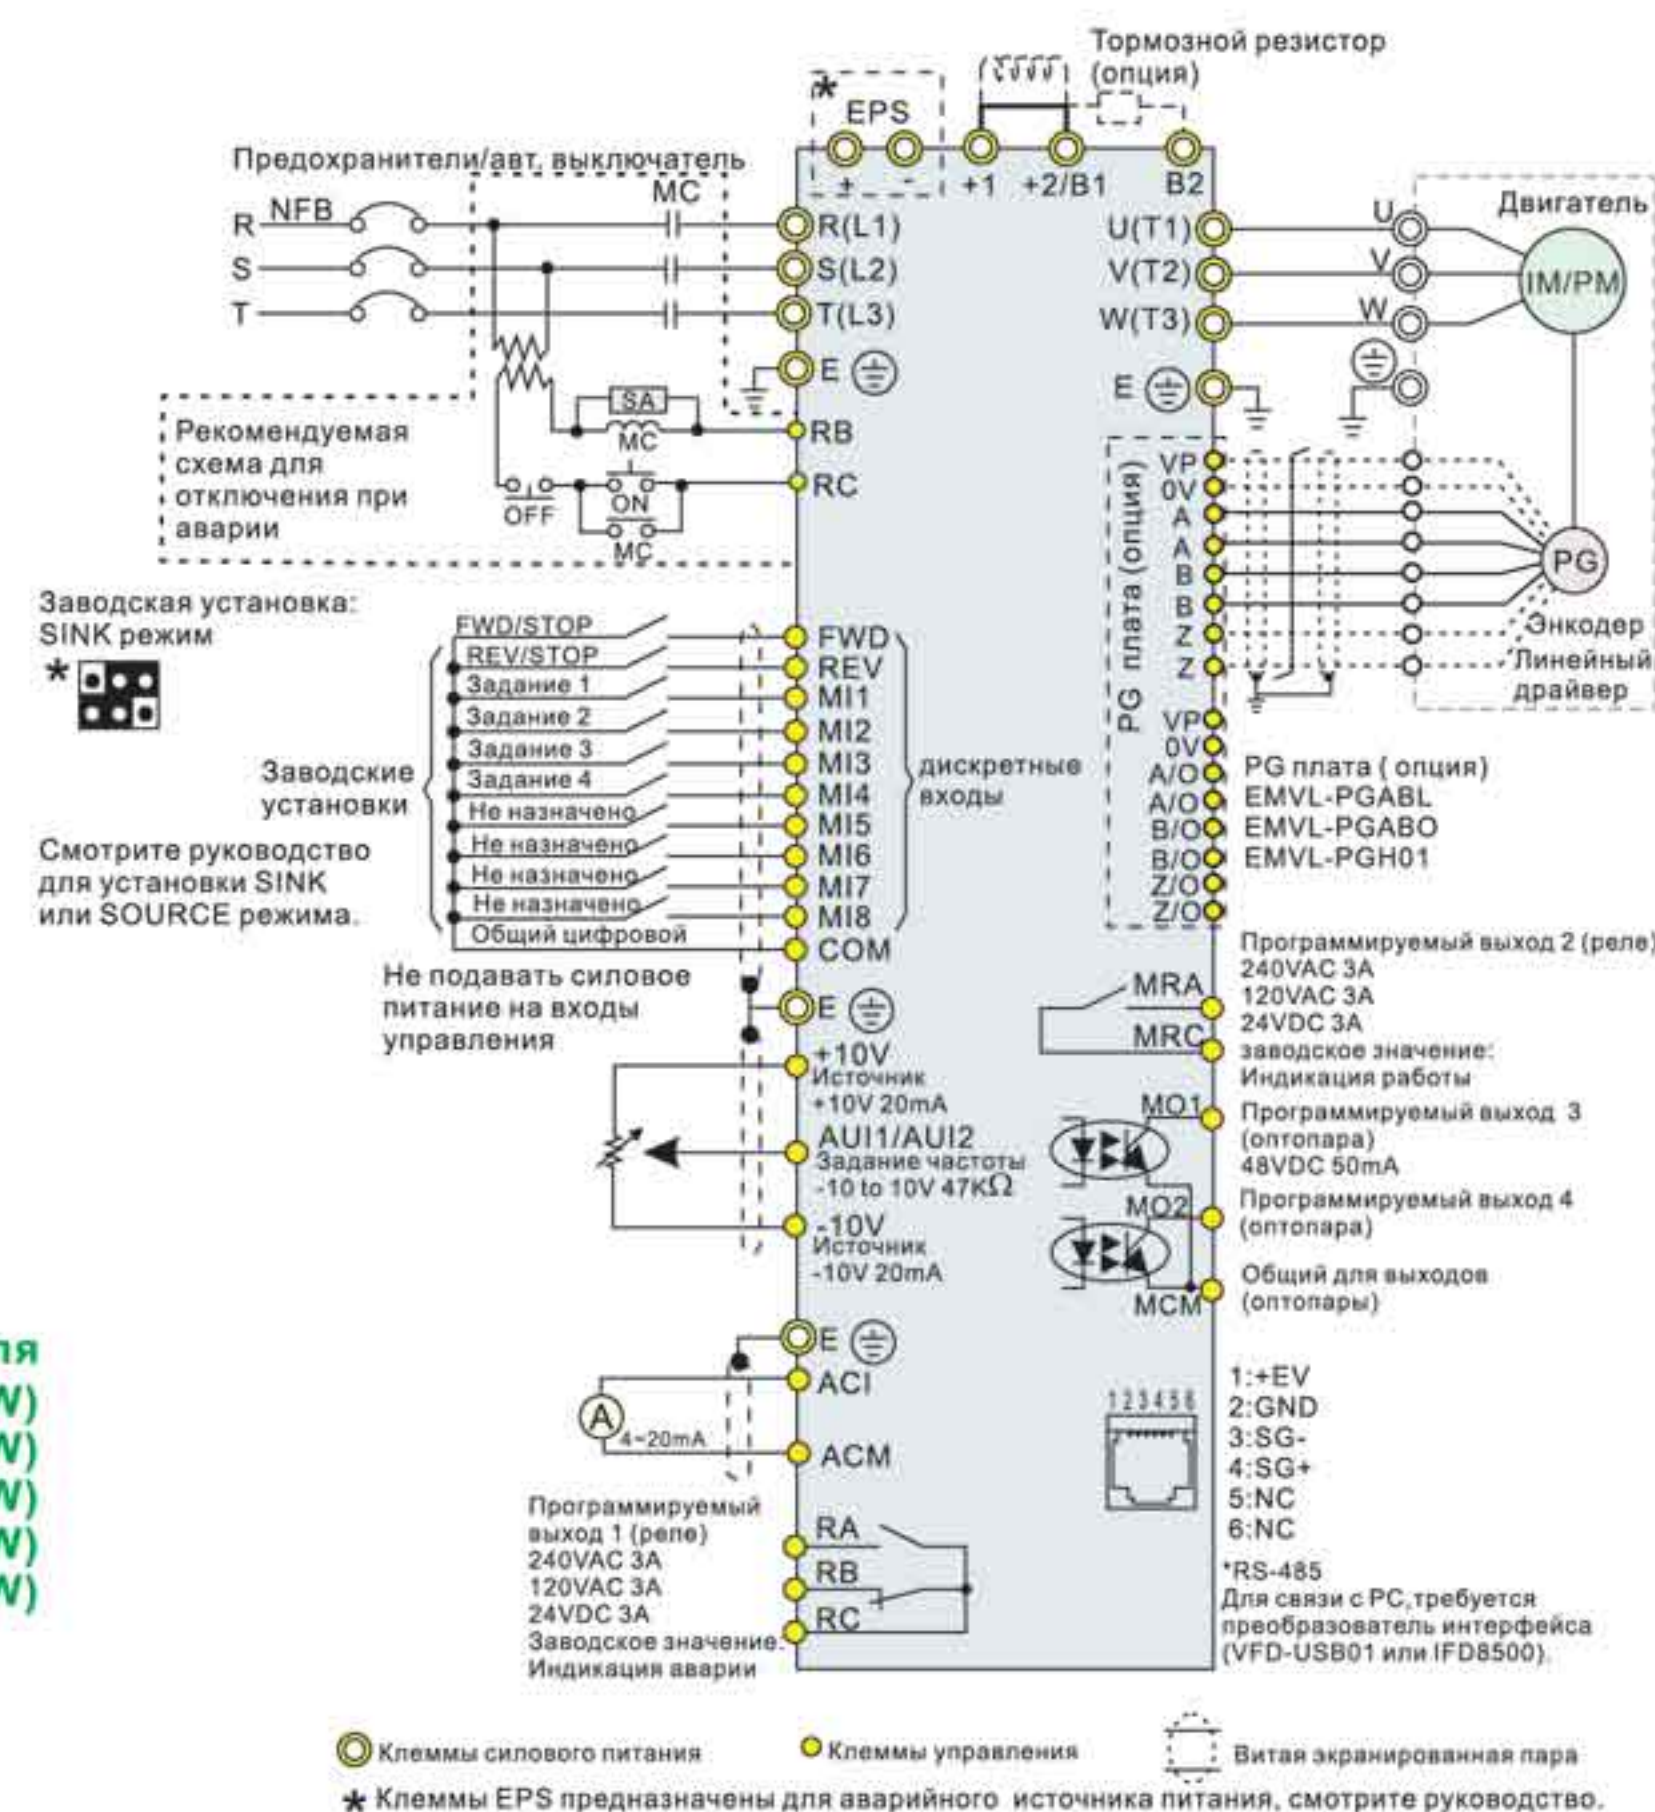 Тормозной резистор
(опция)
*
EPS
+ - +1 +2/B1 B2
Предохранители/авт. выключатель
MC
R NFB
S
T
R(L1)
S(L2)
T(L3)
E
SA
MC
RB
RC
OFF
ON
MC
Рекомендуемая
схема для
отключения при
аварии
U(T1)
V(T2)
W(T3)
E
U
V
W
Двигатель
IM/PM
PG
Энкодер
Линейный
драйвер
PG плата (опция)
VP
0V
A
A
B
B
Z
Z
VP
0V
A/O
A/O
B/O
B/O
Z/O
Z/O
PG плата ( опция)
EMVL-PGABL
EMVL-PGABO
EMVL-PGH01
Заводская установка:
SINK режим
*
Заводские
установки
Смотрите руководство
для установки SINK
или SOURCE режима.
FWD/STOP
REV/STOP
Задание 1
Задание 2
Задание 3
Задание 4
Не назначено
Не назначено
Не назначено
Не назначено
Общий цифровой
FWD
REV
MI1
MI2
MI3
MI4
MI5
MI6
MI7
MI8
COM
дискретные
входы
Не подавать силовое
питание на входы
управления
E
+10V
Источник
+10V 20mA
AUI1/AUI2
Задание частоты
-10 to 10V 47KΩ
-10V
Источник
-10V 20mA
E
ACI
A
4~20mA
ACM
Программируемый
выход 1 (реле)
240VAC 3A
120VAC 3A
24VDC 3A
Заводское значение:
Индикация аварии
RA
RB
RC
MRA
MRC
Программируемый выход 2 (реле)
240VAC 3A
120VAC 3A
24VDC 3A
заводское значение:
Индикация работы
MO1
Программируемый выход 3
(оптопара)
48VDC 50mA
MO2
Программируемый выход 4
(оптопара)
MCM
Общий для выходов
(оптопары)
123456
1:+EV
2:GND
3:SG-
4:SG+
5:NC
6:NC
*RS-485
Для связи с PC,требуется
преобразователь интерфейса
(VFD-USB01 или IFD8500).
ля
W)
W)
W)
W)
W)
Клеммы силового питания
Клеммы управления
Витая экранированная пара
* Клеммы EPS предназначены для аварийного источника питания, смотрите руководство.